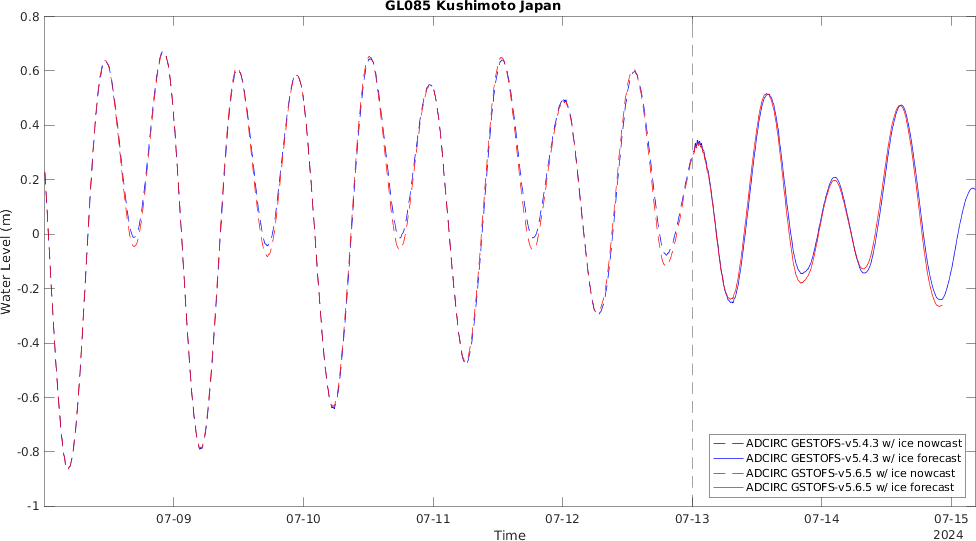 GL085 Kushimoto Japan
0.8
0.6
0.4
0.2
0
-0.2
-0.4
-0.6
-0.8
-1
Water Level (m)
ADCIRC GESTOFS-v5.4.3 w/ ice nowcast
ADCIRC GESTOFS-v5.4.3 w/ ice forecast
ADCIRC GSTOFS-v5.6.5 w/ ice nowcast
ADCIRC GSTOFS-v5.6.5 w/ ice forecast
07-09 07-10 07-11 07-12 07-13 07-14 07-15
Time
2024